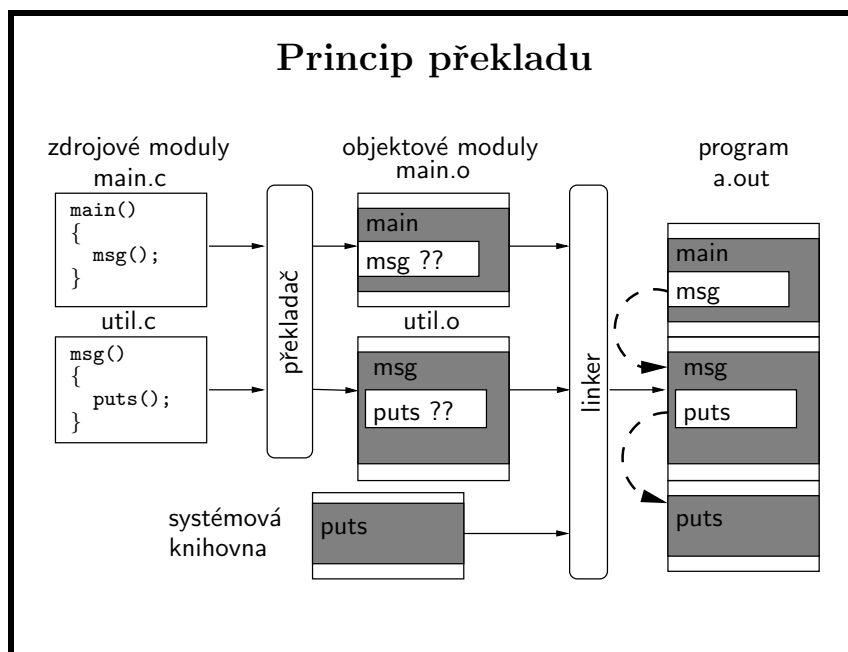 Princip překladu
zdrojové moduly
main.c
main()
{
msg();
}
util.c
msg()
{
puts();
}
překladač
objektové moduly
main.o
main
msg ??
util.o
msg
puts ??
systémová
knihovna
puts
linker
program
a.out
main
msg
msg
puts
puts